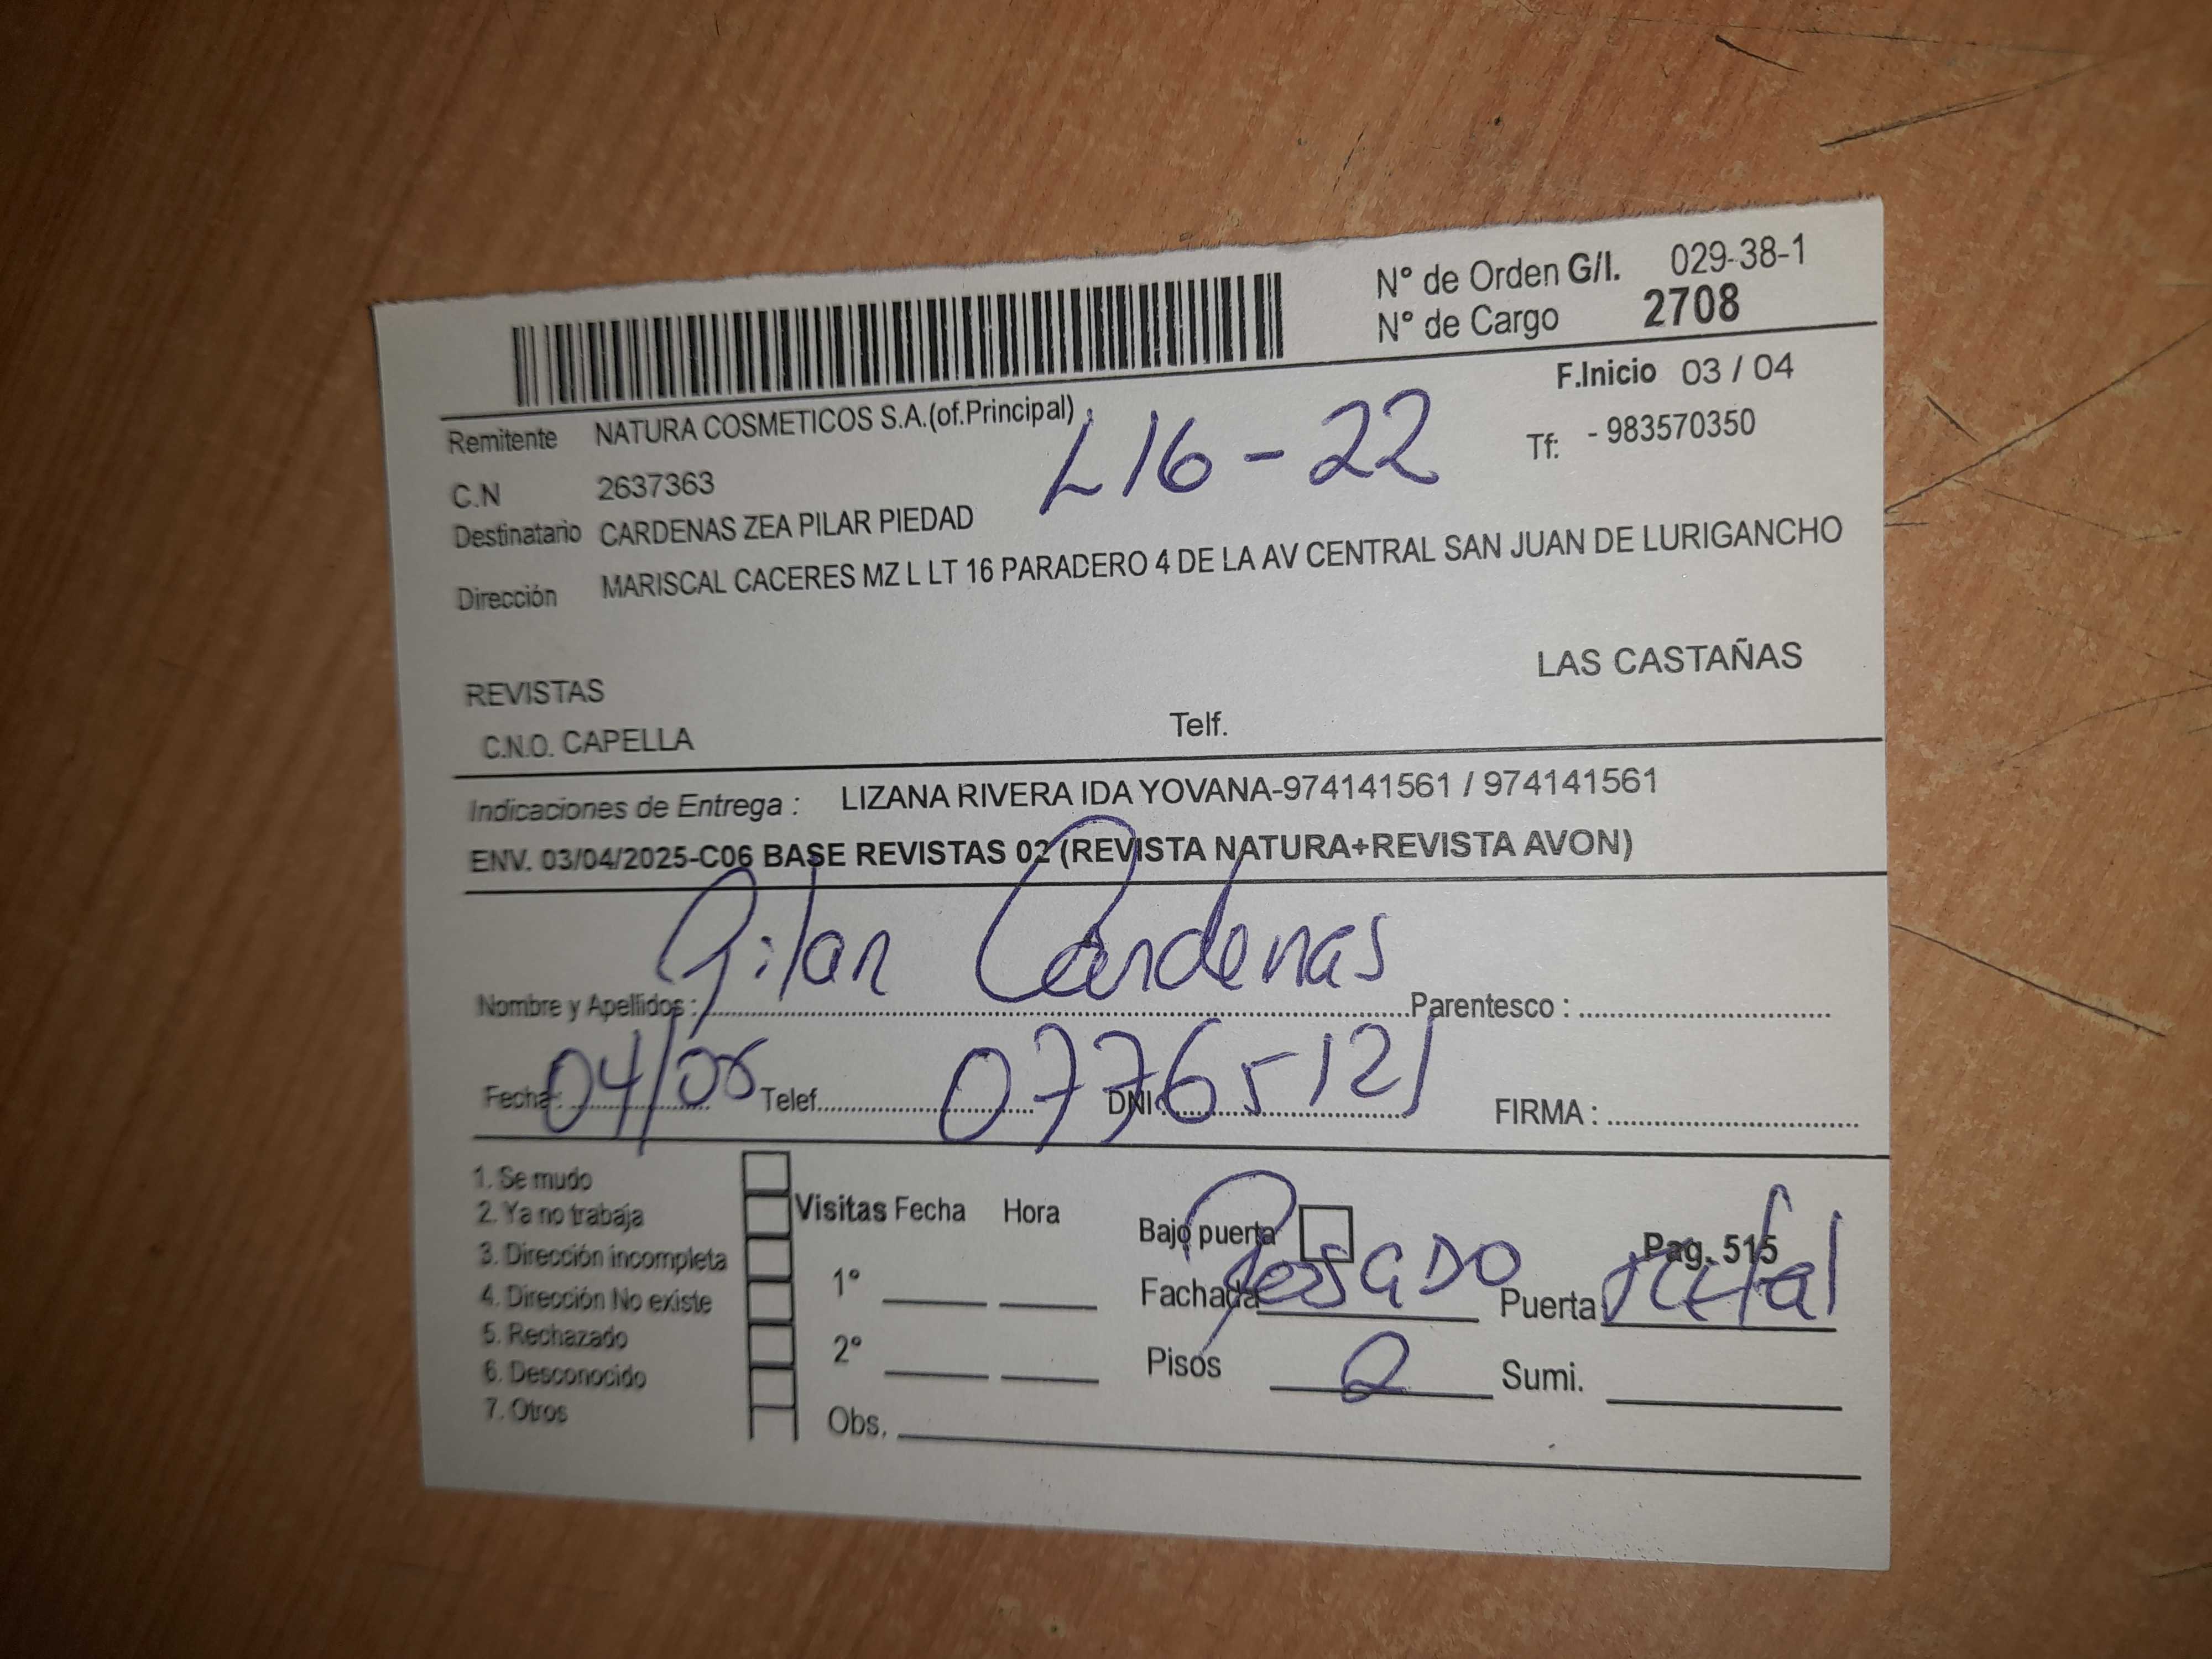 N° de Orden G/I. 029-38-1
N° de Cargo 2708
F.Inicio 03 / 04
Remitente NATURA COSMETICOS S.A.(of.Principal)
L16-22
Tf: - 983570350
C.N 2637363
Destinatario CARDENAS ZEA PILAR PIEDAD
Dirección MARISCAL CACERES MZ L LT 16 PARADERO 4 DE LA AV CENTRAL SAN JUAN DE LURIGANCHO
LAS CASTAÑAS
REVISTAS
C.N.O. CAPELLA Telf.
Indicaciones de Entrega : LIZANA RIVERA IDA YOVANA-974141561 / 974141561
ENV. 03/04/2025-C06 BASE REVISTAS 02 (REVISTA NATURA+REVISTA AVON)
Nombre y Apellidos : Pilar Cardenas Parentesco :
Fecha: 04/ Telef. DNI: 07765121 FIRMA :
1. Se mudo
2. Ya no trabaja
3. Dirección incompleta
4. Dirección No existe
5. Rechazado
6. Desconocido
7. Otros
Visitas Fecha Hora
1°
2°
Obs.
Bajo puerta Pag. 515
Fachada Puerta
Pisos 2 Sumi.